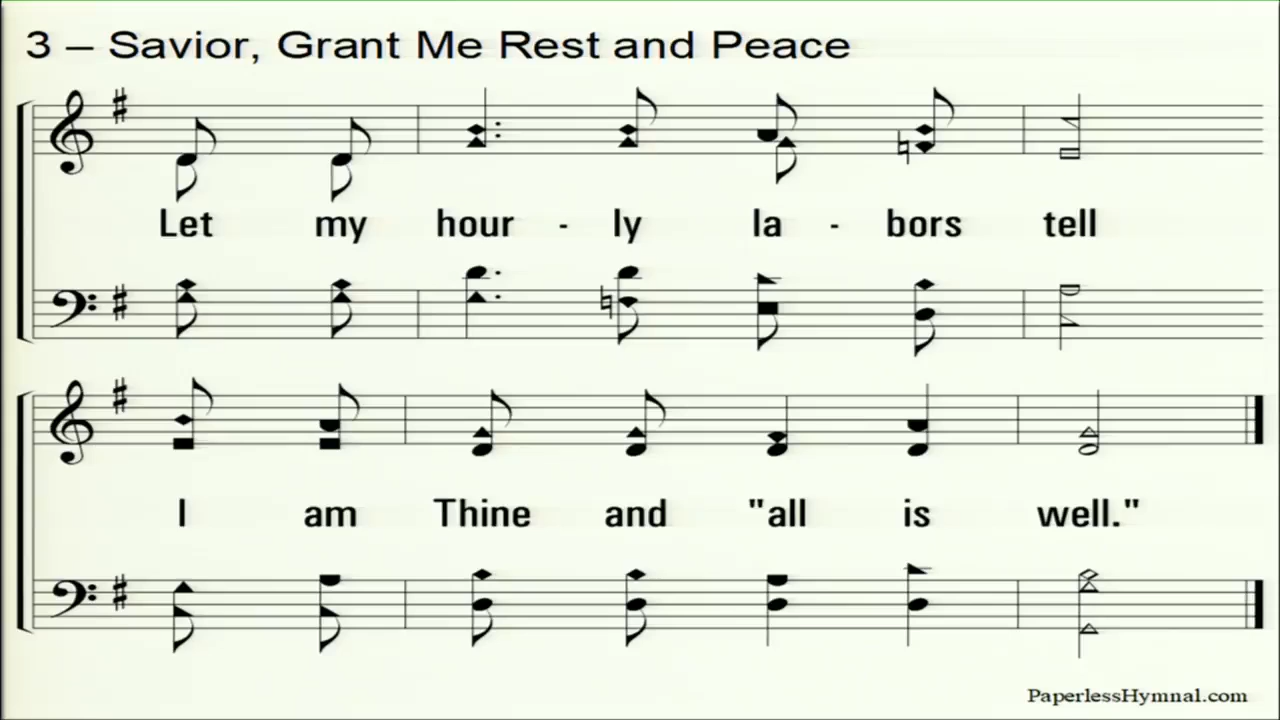 3 – Savior, Grant Me Rest and Peace
Let my hour - ly la - bors tell
I am Thine and "all is well."
PaperlessHymnal.com